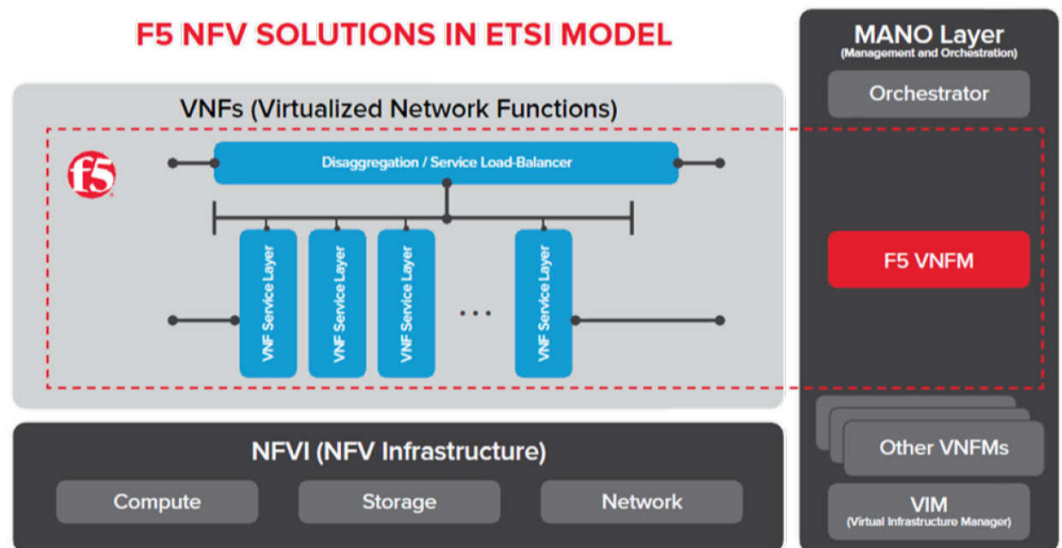 F5 NFV SOLUTIONS IN ETSI MODEL
MANO Layer
(Management and Orchestration)
Orchestrator
VNFs (Virtualized Network Functions)
f5
Disaggregation / Service Load-Balancer
VNF Service Layer
VNF Service Layer
VNF Service Layer
...
VNF Service Layer
F5 VNFM
NFVI (NFV Infrastructure)
Compute
Storage
Network
Other VNFMs
VIM
(Virtual Infrastructure Manager)